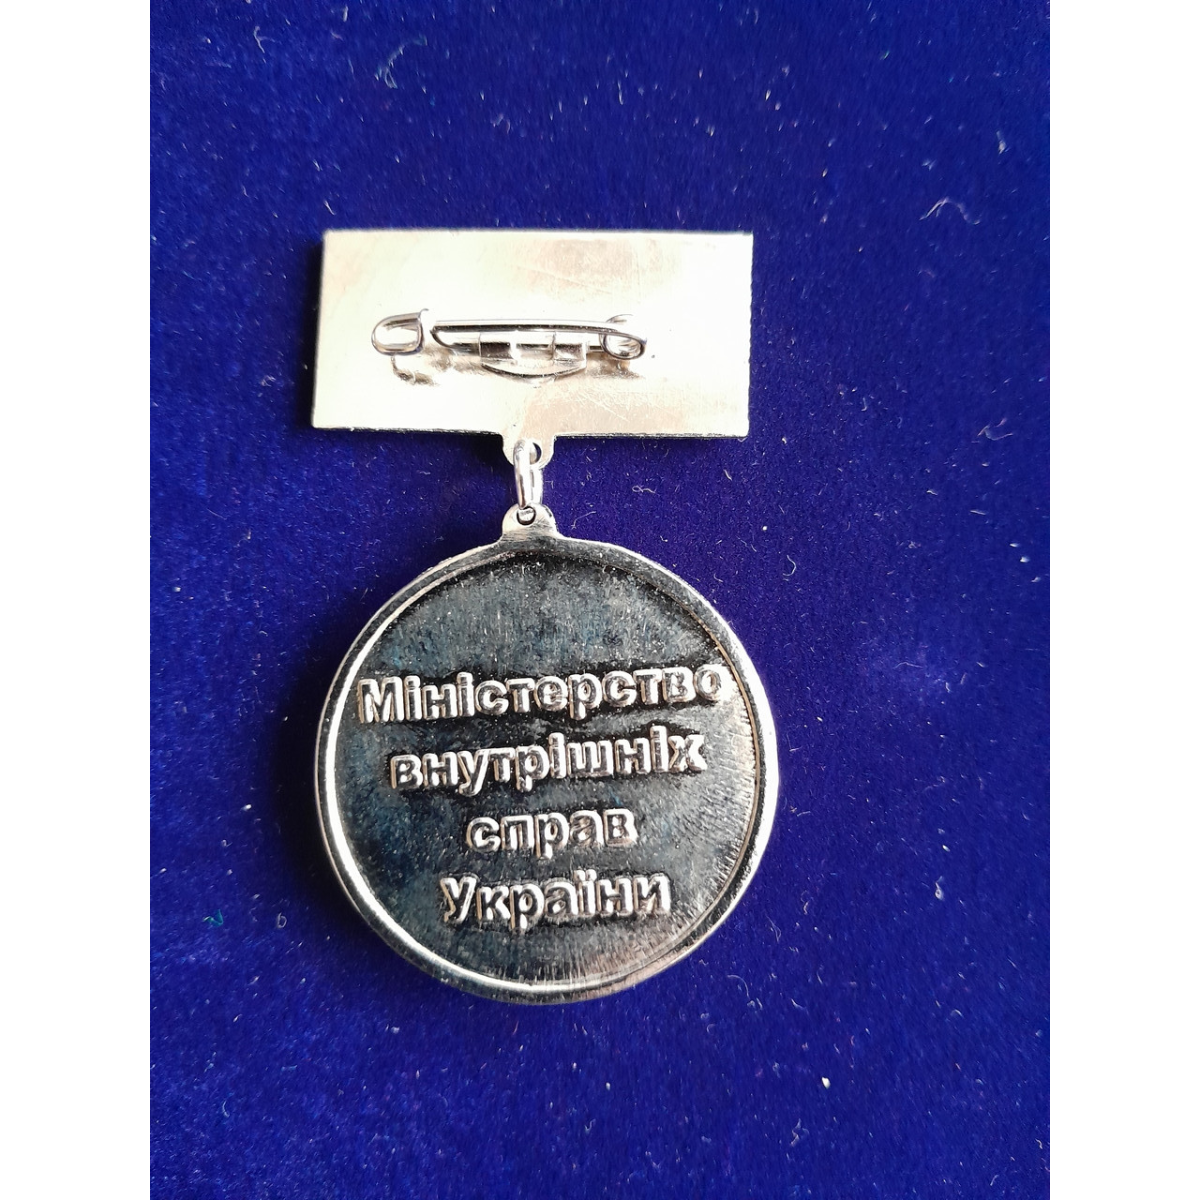 Міністерство
внутрішніх
справ
України